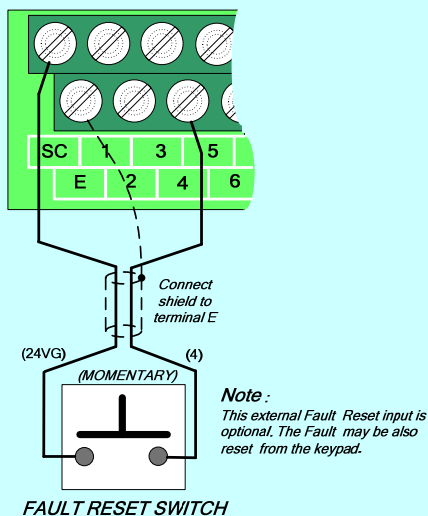 SC 1 3 5
E 2 4 6
Connect
shield to
terminal E
(24VG) (4)
(MOMENTARY)
Note :
This external Fault Reset input is
optional. The Fault may be also
reset from the keypad.
FAULT RESET SWITCH